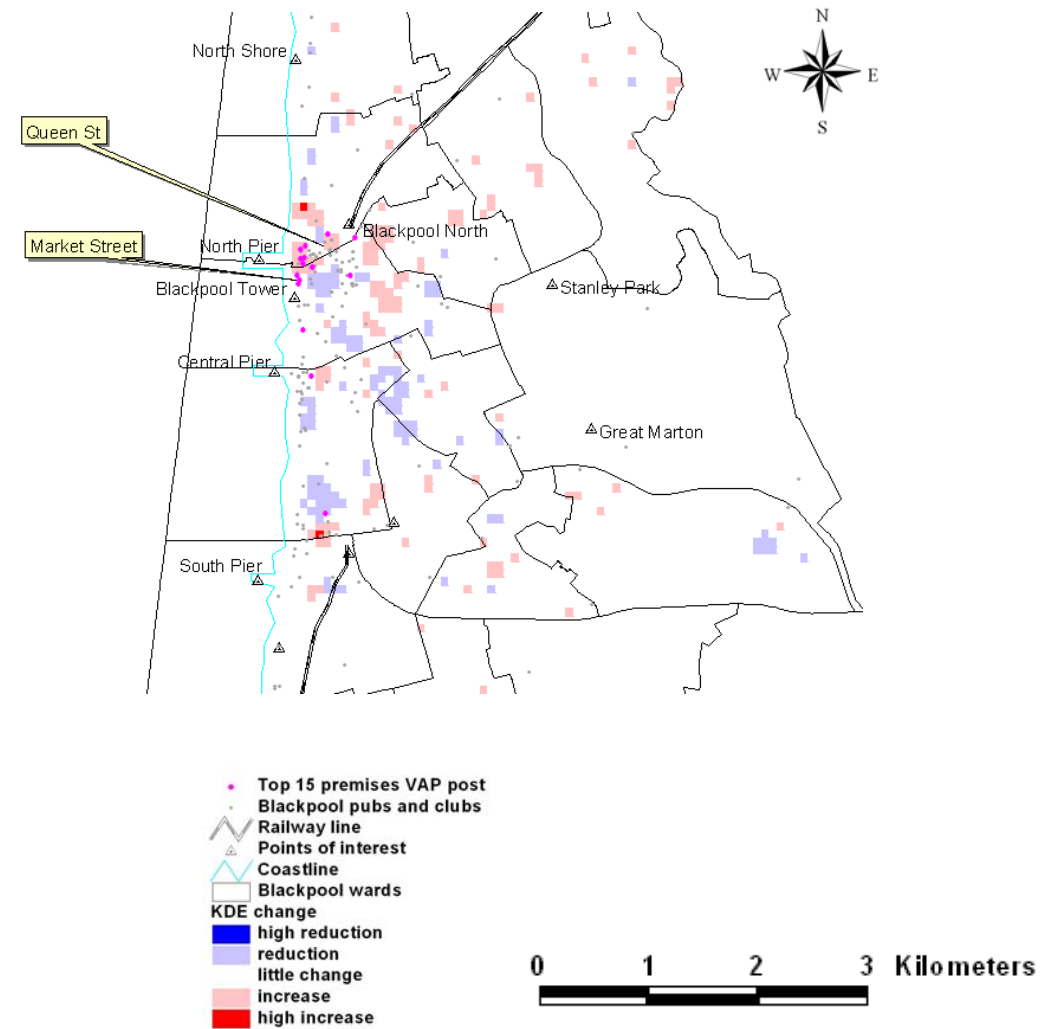 N
North Shore
W
E
S
Queen St
Blackpool North
Market Street
North Pier
Blackpool Tower
Stanley Park
Central Pier
Great Marton
South Pier
Top 15 premises VAP post
Blackpool pubs and clubs
Railway line
Points of interest
Coastline
Blackpool wards
KDE change
high reduction
reduction
little change
increase
high increase
0 1 2 3 Kilometers